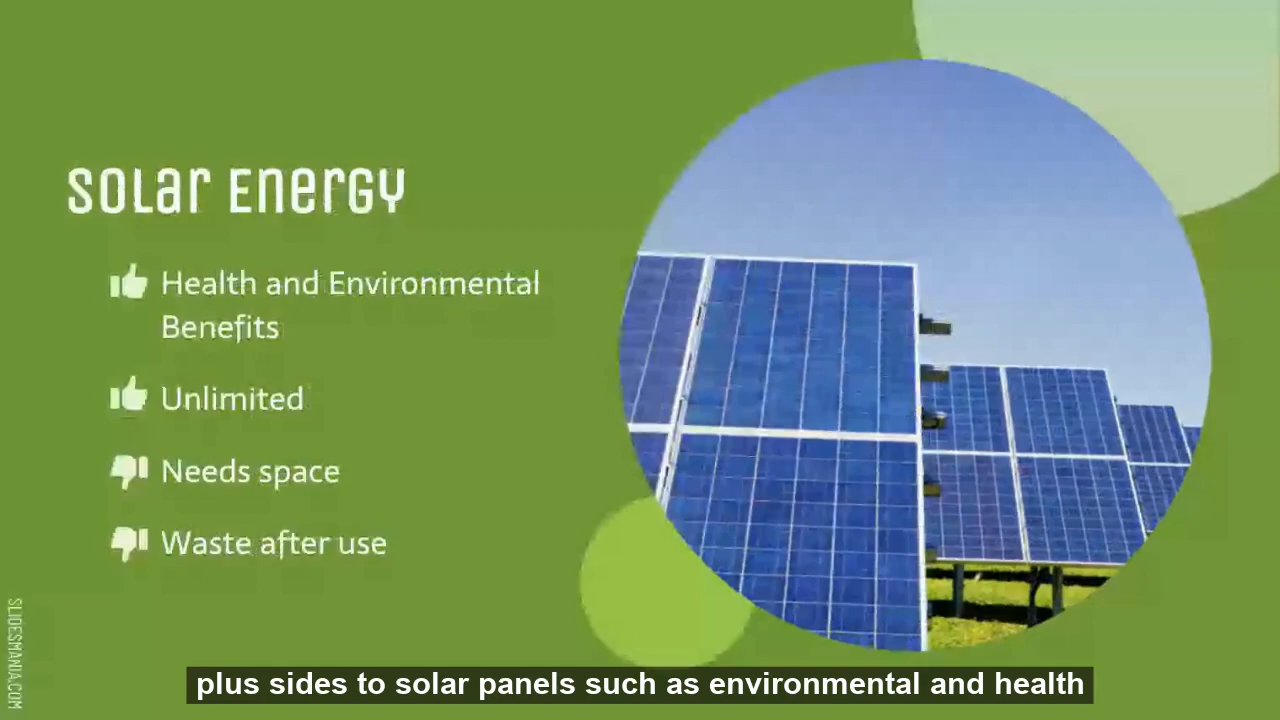 Solar Energy
Health and Environmental
Benefits
Unlimited
Needs space
Waste after use
SLIDESMANIA.COM
plus sides to solar panels such as environmental and health